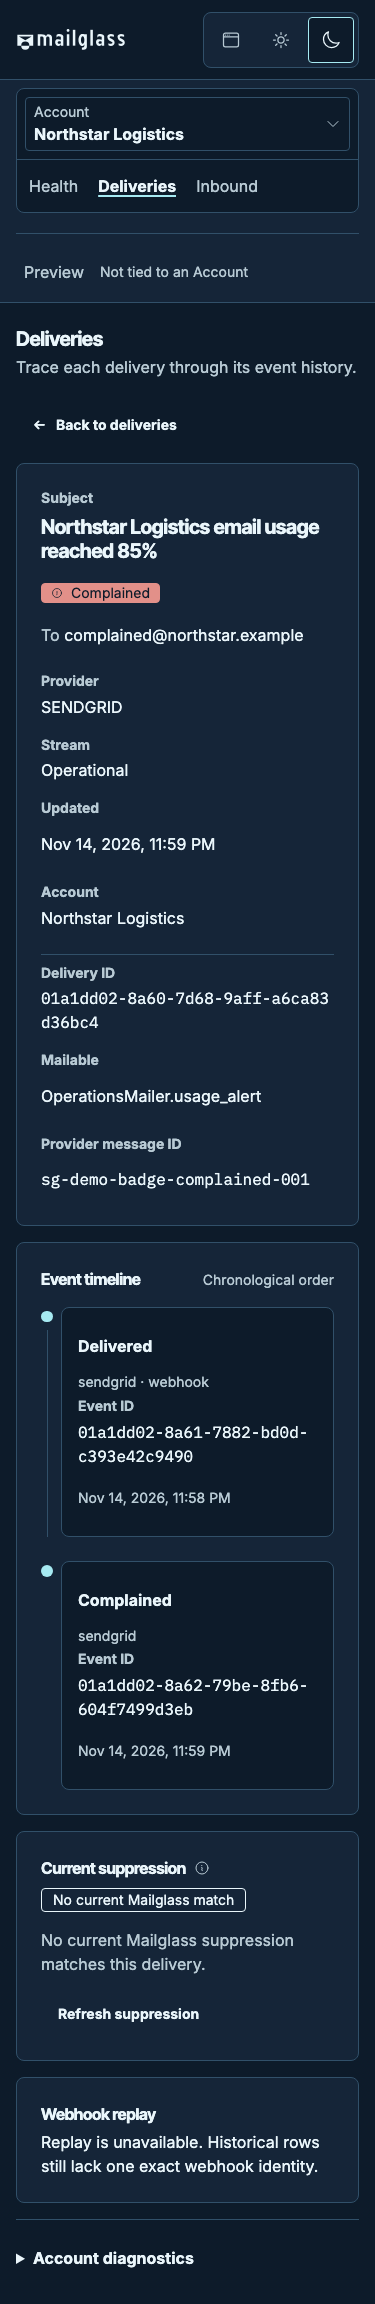 mailglass
Account
Northstar Logistics
Health Deliveries Inbound
Preview Not tied to an Account
Deliveries
Trace each delivery through its event history.
← Back to deliveries
Subject
Northstar Logistics email usage
reached 85%
Complained
To complained@northstar.example
Provider
SENDGRID
Stream
Operational
Updated
Nov 14, 2026, 11:59 PM
Account
Northstar Logistics
Delivery ID
01a1dd02-8a60-7d68-9aff-a6ca83
d36bc4
Mailable
OperationsMailer.usage_alert
Provider message ID
sg-demo-badge-complained-001
Event timeline Chronological order
Delivered
sendgrid · webhook
Event ID
01a1dd02-8a61-7882-bd0d-
c393e42c9490
Nov 14, 2026, 11:58 PM
Complained
sendgrid
Event ID
01a1dd02-8a62-79be-8fb6-
604f7499d3eb
Nov 14, 2026, 11:59 PM
Current suppression
No current Mailglass match
No current Mailglass suppression
matches this delivery.
Refresh suppression
Webhook replay
Replay is unavailable. Historical rows
still lack one exact webhook identity.
Account diagnostics